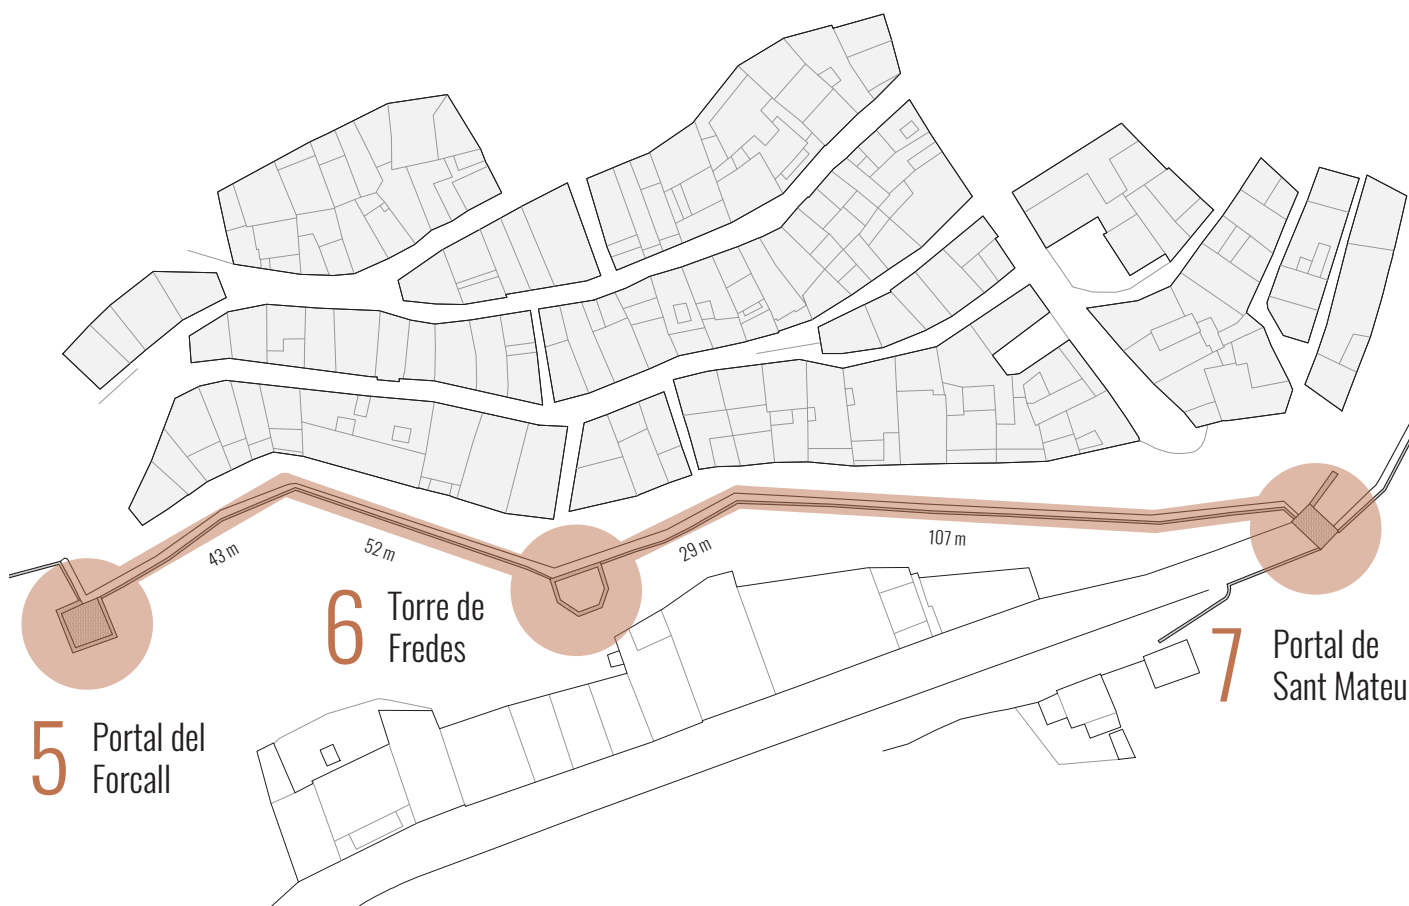 43 m
52 m
29 m
107 m
6
Torre de
Fredes
7
Portal de
Sant Mateu
5
Portal del
Forcall